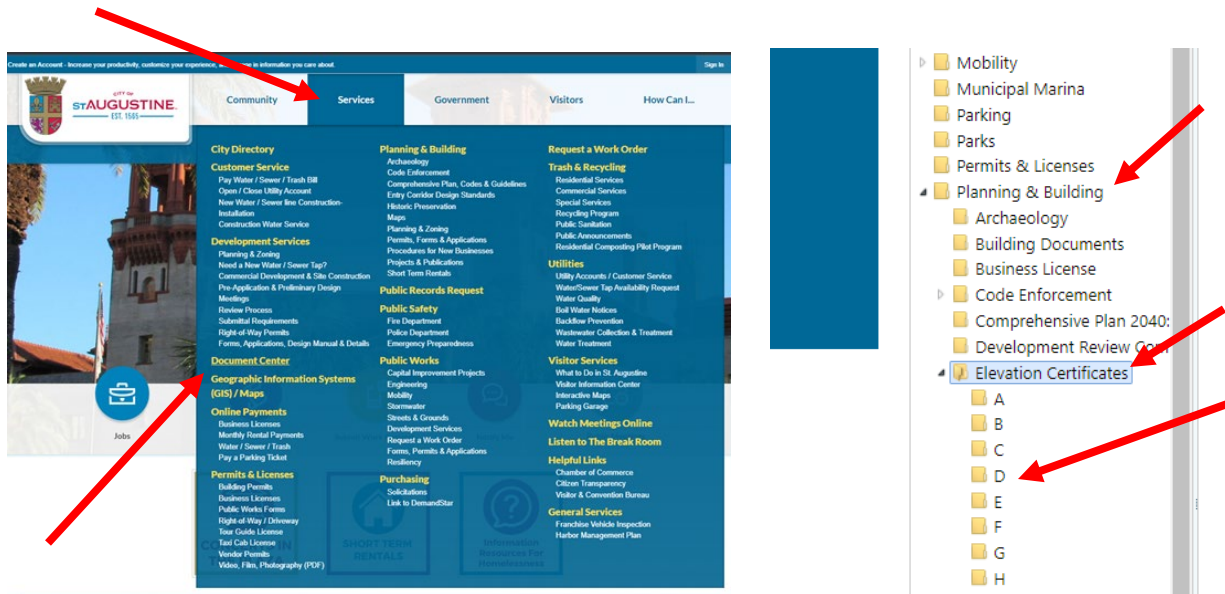 Create an Account - Increase your productivity, customize your experience, in information you care about.
Sign In
CITY OF
STAUGUSTINE.
EST. 1565
Community
Services
Government
Visitors
How Can I...
City Directory
Customer Service
Pay Water / Sewer / Trash Bill
Open / Close Utility Account
New Water / Sewer line Construction-
Installation
Construction Water Service
Development Services
Planning & Zoning
Need a New Water / Sewer Tap?
Commercial Development & Site Construction
Pre-Application & Preliminary Design
Meetings
Review Process
Submittal Requirements
Right-of-Way Permits
Forms, Applications, Design Manual & Details
Document Center
Geographic Information Systems
(GIS) / Maps
Online Payments
Business Licenses
Monthly Rental Payments
Water / Sewer / Trash
Pay a Parking Ticket
Permits & Licenses
Building Permits
Business Licenses
Public Works Forms
Right-of-Way / Driveway
Tour Guide License
Taxi Cab License
Vendor Permits
Video, Film, Photography (PDF)
Planning & Building
Archaeology
Code Enforcement
Comprehensive Plan, Codes & Guidelines
Entry Corridor Design Standards
Historic Preservation
Maps
Planning & Zoning
Permits, Forms & Applications
Procedures for New Businesses
Projects & Publications
Short Term Rentals
Public Records Request
Public Safety
Fire Department
Police Department
Emergency Preparedness
Public Works
Capital Improvement Projects
Engineering
Mobility
Stormwater
Streets & Grounds
Development Services
Request a Work Order
Forms, Permits & Applications
Resiliency
Purchasing
Solicitations
Link to DemandStar
Request a Work Order
Trash & Recycling
Residential Services
Commercial Services
Special Services
Recycling Program
Public Sanitation
Public Announcements
Residential Composting Pilot Program
Utilities
Utility Accounts / Customer Service
Water/Sewer Tap Availability Request
Water Quality
Boil Water Notices
Backflow Prevention
Wastewater Collection & Treatment
Water Treatment
Visitor Services
What to Do in St. Augustine
Visitor Information Center
Interactive Maps
Parking Garage
Watch Meetings Online
Listen to The Break Room
Helpful Links
Chamber of Commerce
Citizen Transparency
Visitor & Convention Bureau
General Services
Franchise Vehicle Inspection
Harbor Management Plan
Jobs
SHORT TERM
RENTALS
Information
Resources For
Homelessness
Mobility
Municipal Marina
Parking
Parks
Permits & Licenses
Planning & Building
Archaeology
Building Documents
Business License
Code Enforcement
Comprehensive Plan 2040:
Development Review
Elevation Certificates
A
B
C
D
E
F
G
H